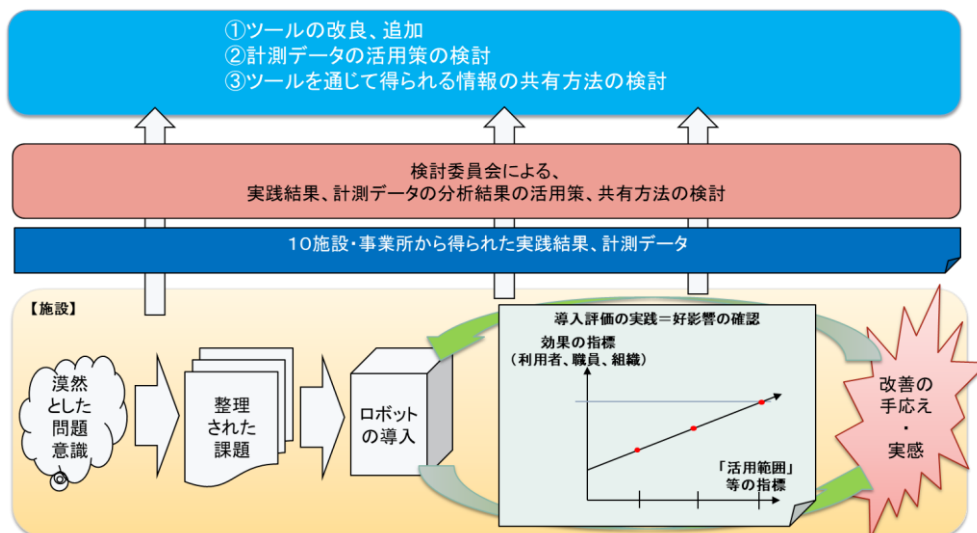 ①ツールの改良、追加
②計測データの活用策の検討
③ツールを通じて得られる情報の共有方法の検討
検討委員会による、
実践結果、計測データの分析結果の活用策、共有方法の検討
10施設・事業所から得られた実践結果、計測データ
【施設】
漠然
とした
問題
意識
整理
された
課題
ロボット
の導入
導入評価の実践=好影響の確認
効果の指標
(利用者、職員、組織)
「活用範囲」
等の指標
改善の
手応え
・
実感